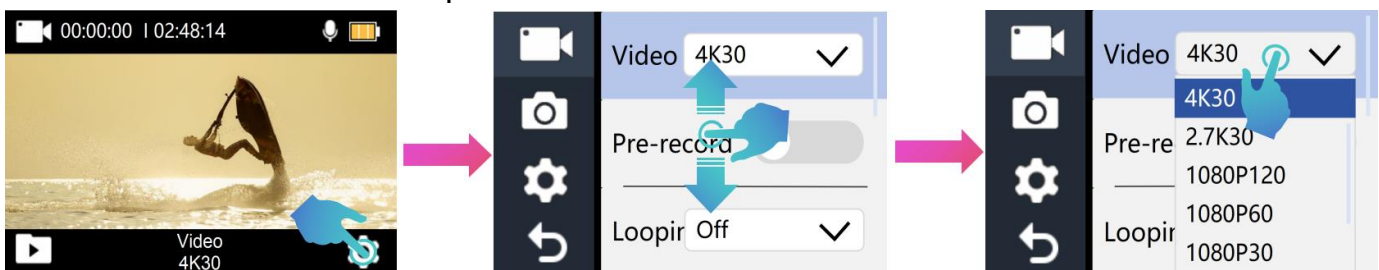 00:00:00 | 02:48:14
Video
4K30
Video 4K30
Pre-record
Loopir Off
Video 4K30
4K30
2.7K30
Pre-re
1080P120
1080P60
Loopir
1080P30